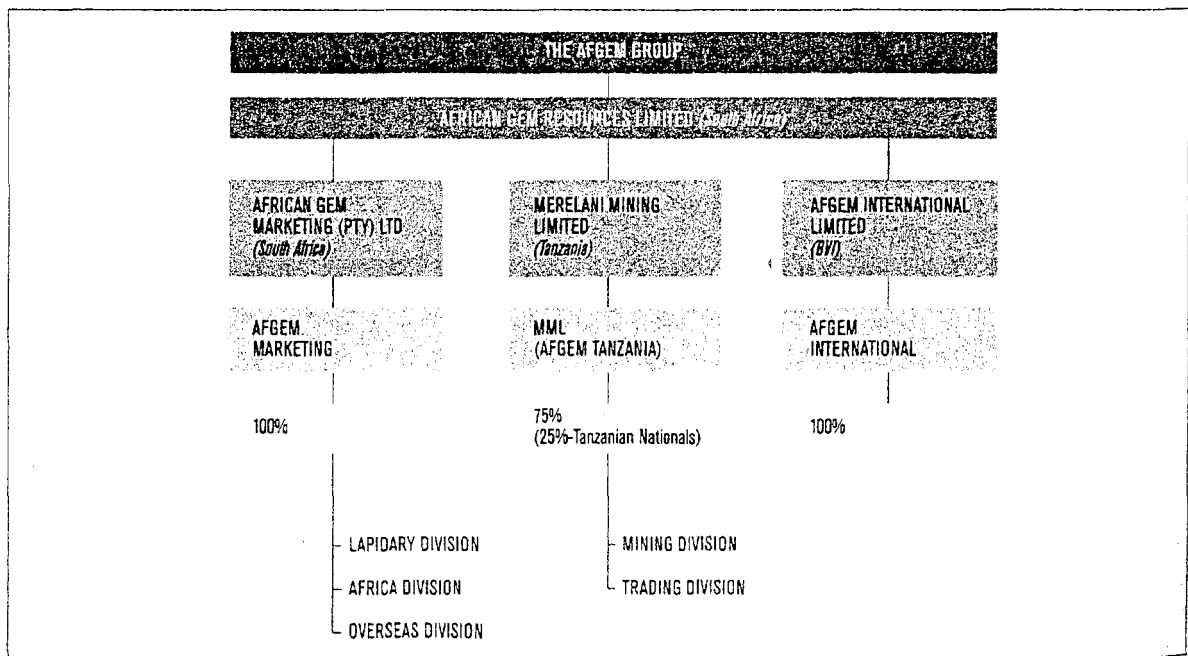 THE AFGEM GROUP
AFRICAN GEM RESOURCES LIMITED (South Africa)
AFRICAN GEM
MARKETING (PTY) LTD
(South Africa)
MERELANI MINING
LIMITED
(Tanzania)
AFGEM INTERNATIONAL
LIMITED
(BVI)
AFGEM
MARKETING
MML
(AFGEM TANZANIA)
AFGEM
INTERNATIONAL
100%
75%
(25%-Tanzanian Nationals)
100%
LAPIDARY DIVISION
AFRICA DIVISION
OVERSEAS DIVISION
MINING DIVISION
TRADING DIVISION